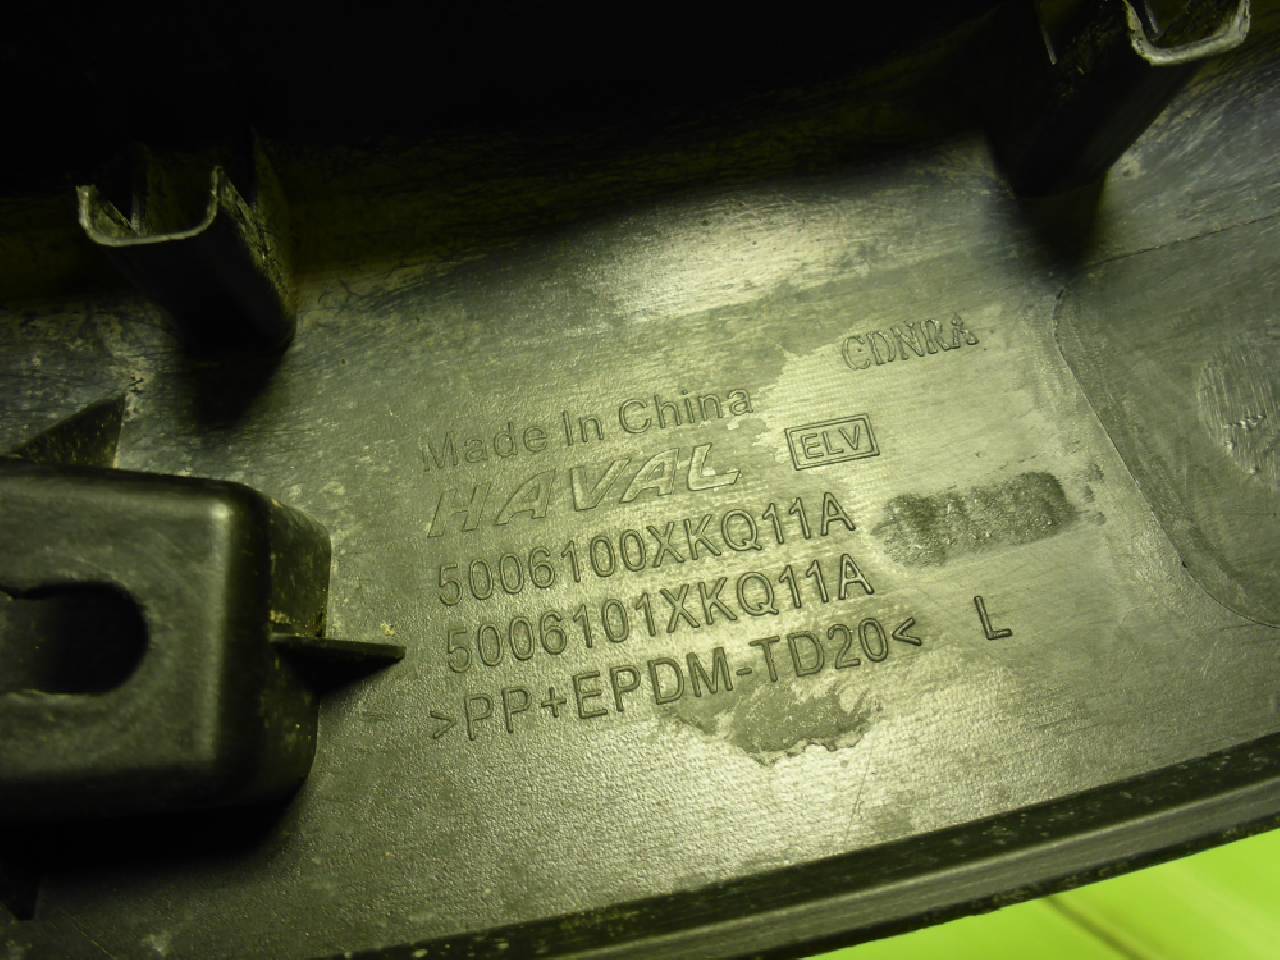 CDNRA
Made In China
HAVAL ELV
5006100XKQ11A
5006101XKQ11A
>PP+EPDM-TD20< L